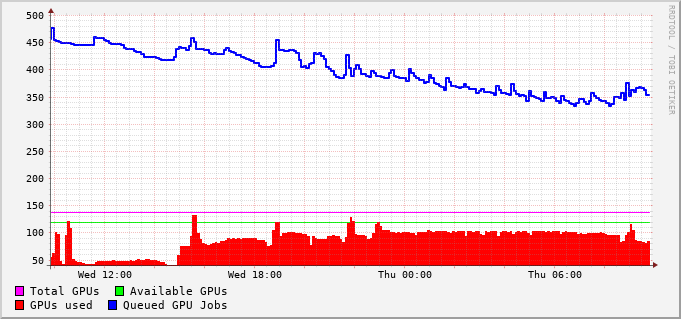 500
450
400
350
300
250
200
150
100
50
Wed 12:00 Wed 18:00 Thu 00:00 Thu 06:00
Total GPUs Available GPUs
GPUs used Queued GPU Jobs
RRDTOOL / TOBI OETIKER